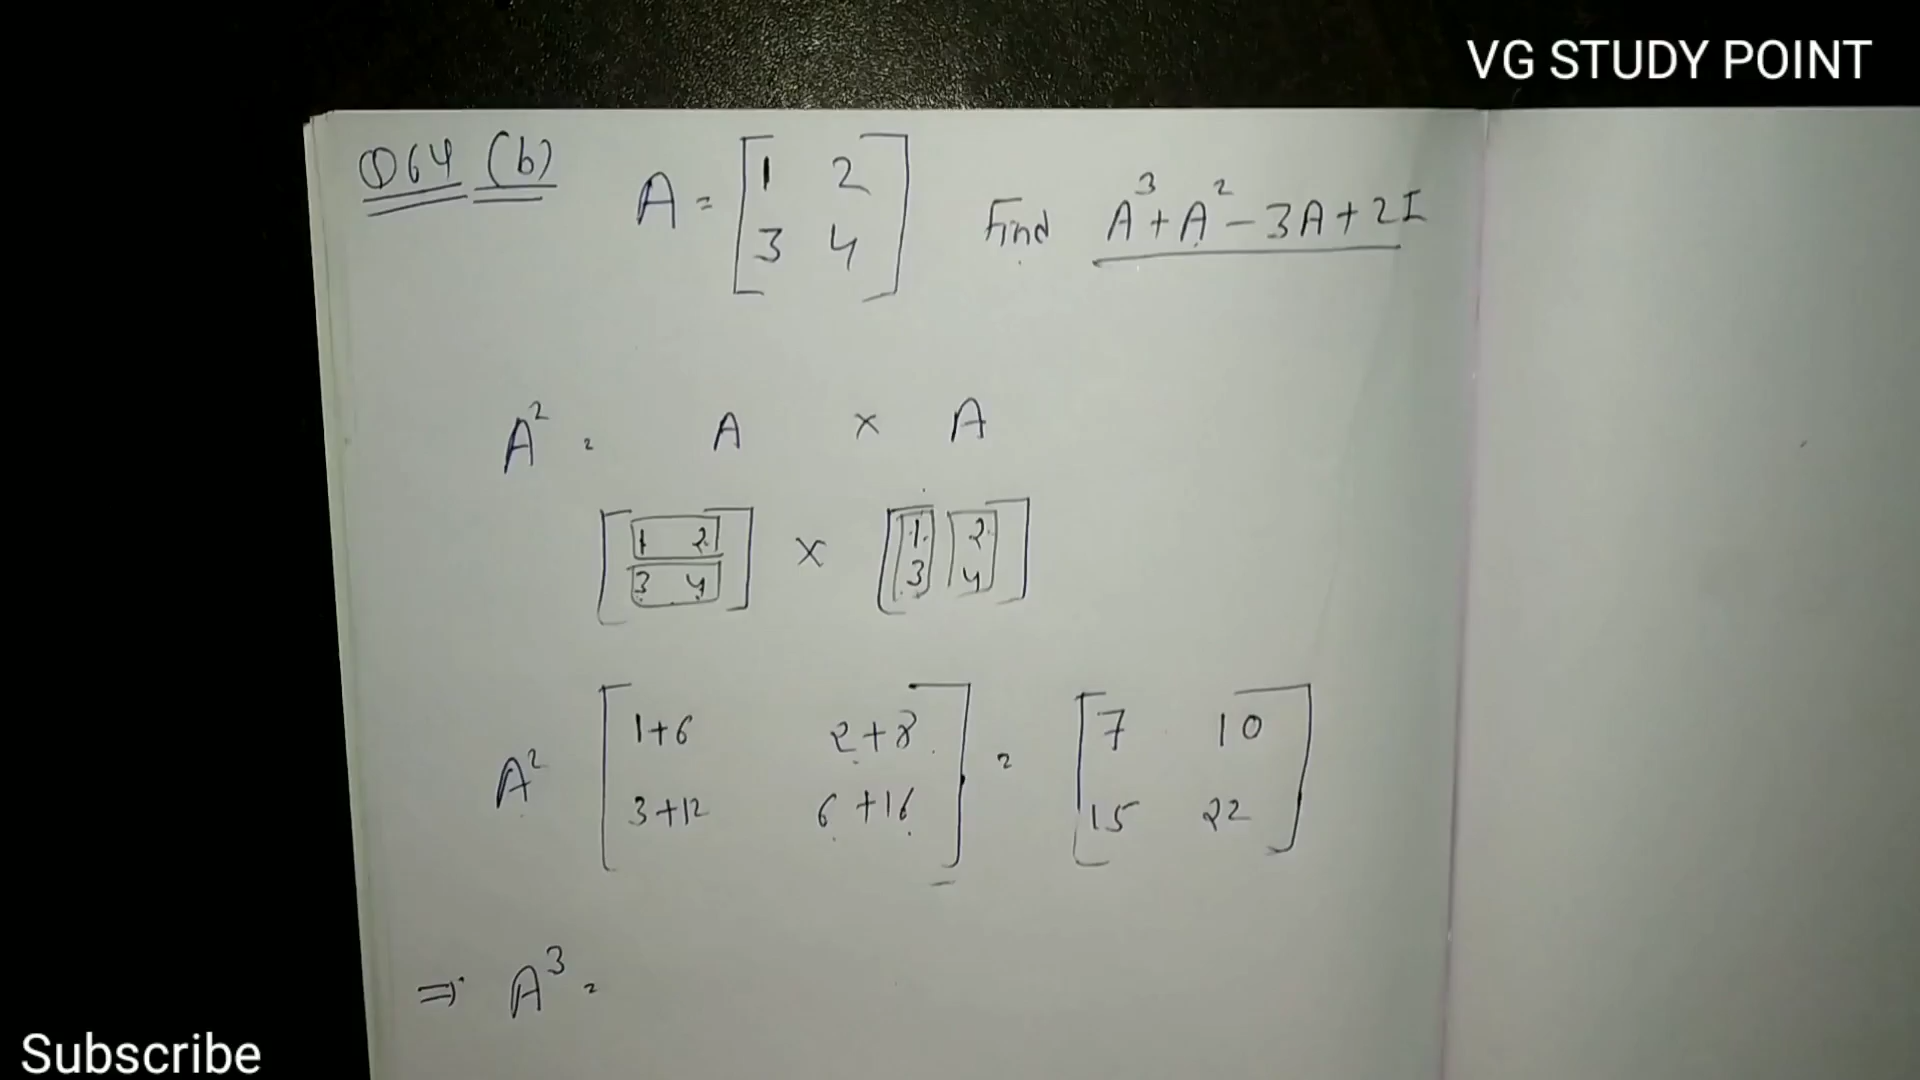 VG STUDY POINT
Q64 (b) A = [1 2 3 4] Find A³ + A² - 3A + 2I
A² = A × A
[1 2 3 4] × [1 2 3 4]
A² [1+6 2+8 3+12 6+16] = [7 10 15 22]
⇒ A³ =
Subscribe